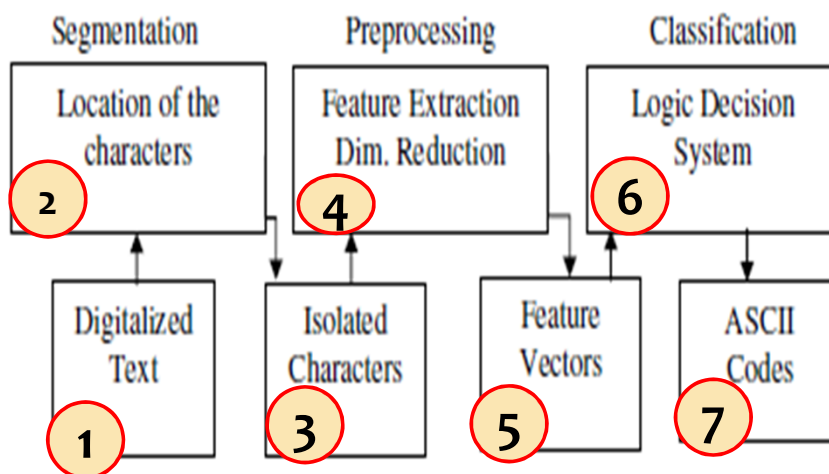 Segmentation
Preprocessing
Classification
Location of the
characters
2
Feature Extraction
Dim. Reduction
4
Logic Decision
System
6
Digitalized
Text
1
Isolated
Characters
3
Feature
Vectors
5
ASCII
Codes
7